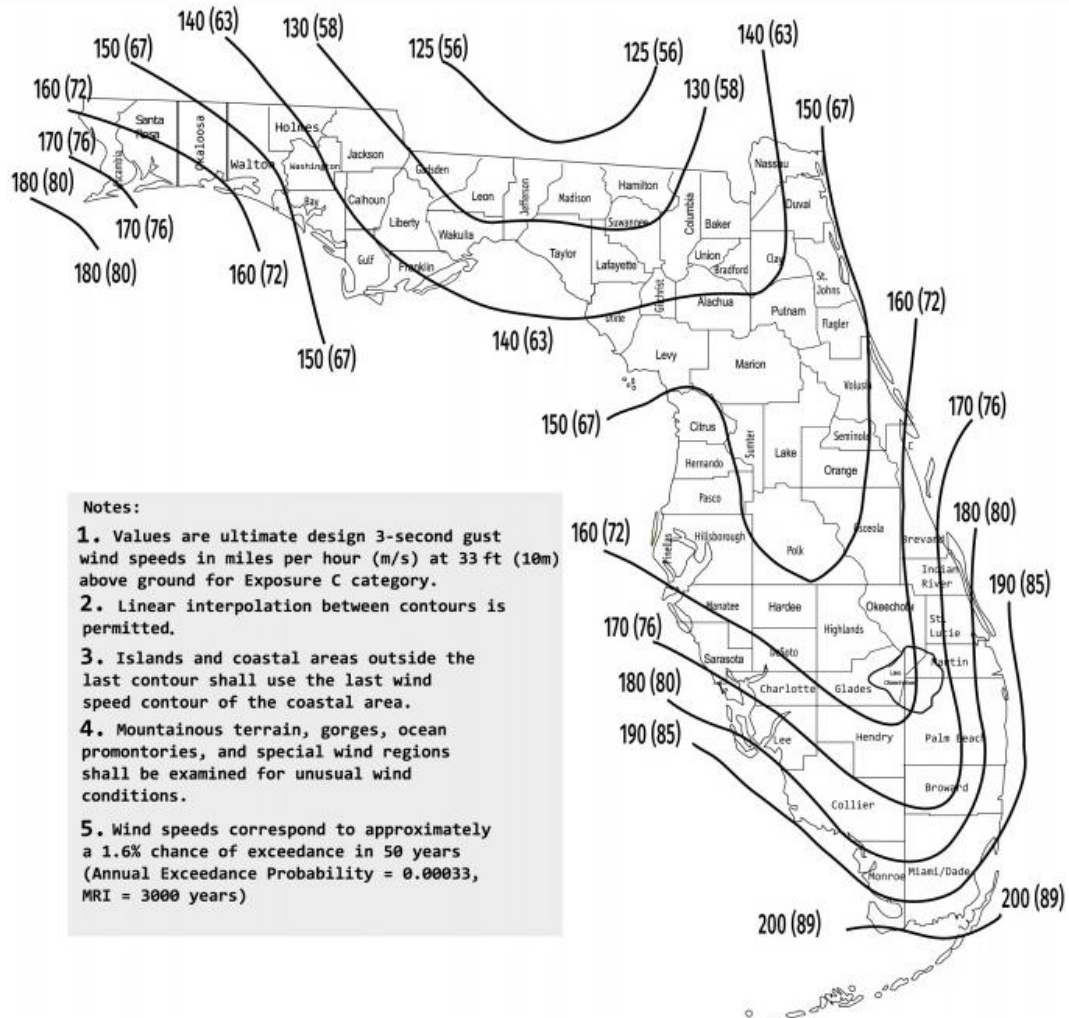 140 (63)
130 (58)
125 (56)
125 (56)
140 (63)
150 (67)
130 (58)
160 (72)
150 (67)
170 (76)
180 (80)
Santa
Rosa
Okaloosa
Escambia
Walton
Holmes
Washington
Jackson
Bay
Calhoun
Gadsden
Liberty
Gulf
Franklin
Leon
Wakulla
Jefferson
Madison
Taylor
Hamilton
Suwannee
Lafayette
Columbia
Baker
Nassau
Duval
Union
Bradford
Clay
St.
Johns
Dixie
Gilchrist
Alachua
Putnam
Flagler
170 (76)
180 (80)
160 (72)
150 (67)
140 (63)
160 (72)
Levy
Marion
Volusia
150 (67)
170 (76)
Citrus
Sumter
Lake
Seminole
Hernando
Orange
Pasco
180 (80)
160 (72)
Pinellas
Hillsborough
Polk
Osceola
Brevard
Indian
River
190 (85)
Manatee
Hardee
Okeechobe
St.
Lucie
Highlands
170 (76)
Sarasota
DeSoto
Martin
Lake
Okeechobee
180 (80)
Charlotte
Glades
190 (85)
Lee
Hendry
Palm Beach
Broward
Collier
Monroe
Miami/Dade
200 (89)
200 (89)
Notes:
1. Values are ultimate design 3-second gust
wind speeds in miles per hour (m/s) at 33 ft (10m)
above ground for Exposure C category.
2. Linear interpolation between contours is
permitted.
3. Islands and coastal areas outside the
last contour shall use the last wind
speed contour of the coastal area.
4. Mountainous terrain, gorges, ocean
promontories, and special wind regions
shall be examined for unusual wind
conditions.
5. Wind speeds correspond to approximately
a 1.6% chance of exceedance in 50 years
(Annual Exceedance Probability = 0.00033,
MRI = 3000 years)